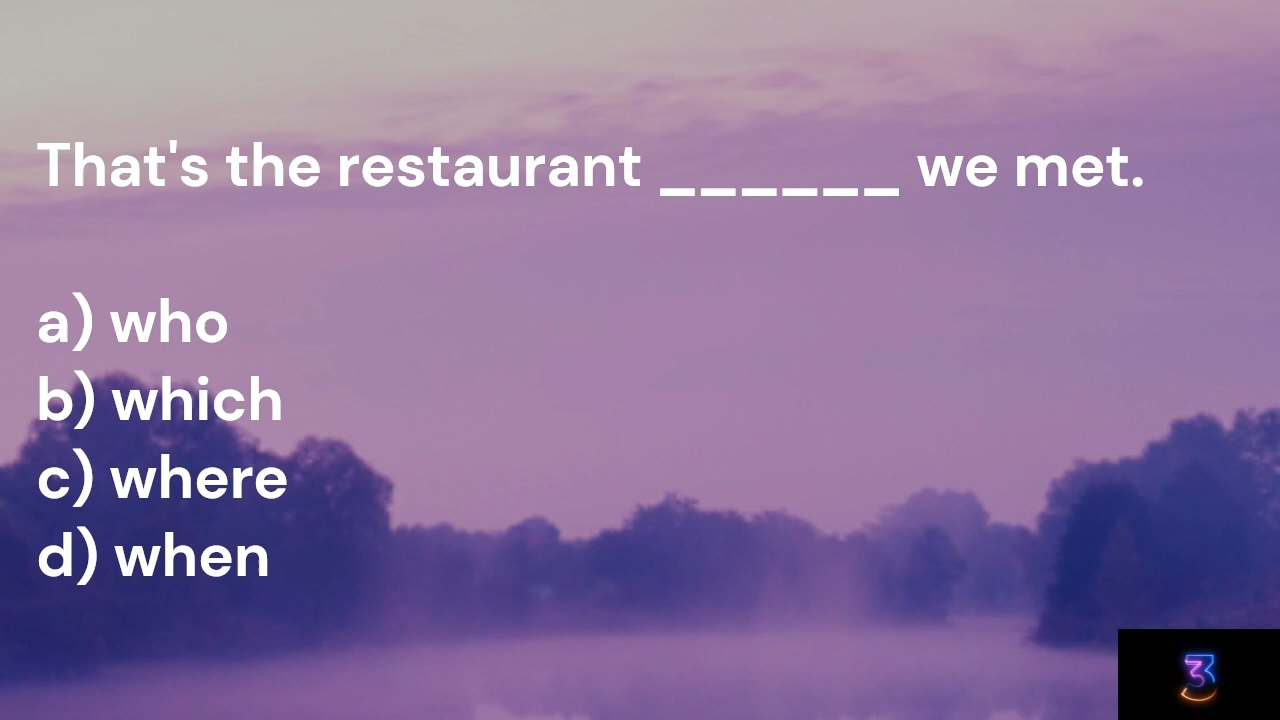 That's the restaurant ______ we met.
a) who
b) which
c) where
d) when